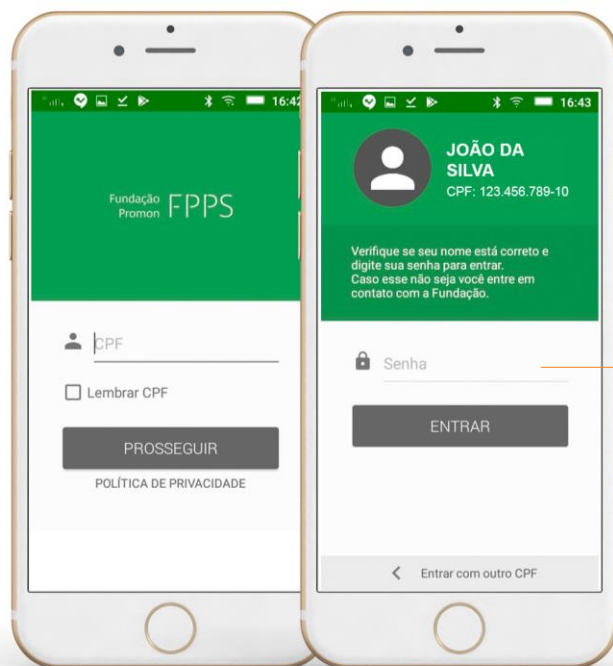 16:42
Fundação
Promon FPPS
CPF
Lembrar CPF
PROSSEGUIR
POLÍTICA DE PRIVACIDADE
16:43
JOÃO DA
SILVA
CPF: 123.456.789-10
Verifique se seu nome está correto e
digite sua senha para entrar.
Caso esse não seja você entre em
contato com a Fundação.
Senha
ENTRAR
Entrar com outro CPF